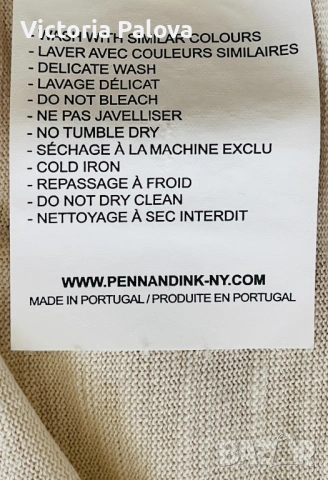 Vitalia Palova
- WASH WITH SIMILAR COLOURS
- LAVER AVEC COULEURS SIMILAIRES
- DELICATE WASH
- LAVAGE DÉLICAT
- DO NOT BLEACH
- NE PAS JAVELLISER
- NO TUMBLE DRY
- SÉCHAGE À LA MACHINE EXCLU
- COLD IRON
- REPASSAGE À FROID
- DO NOT DRY CLEAN
- NETTOYAGE À SEC INTERDIT
WWW.PENNANDINK-NY.COM
MADE IN PORTUGAL / PRODUITE EN PORTUGAL
BAZAR